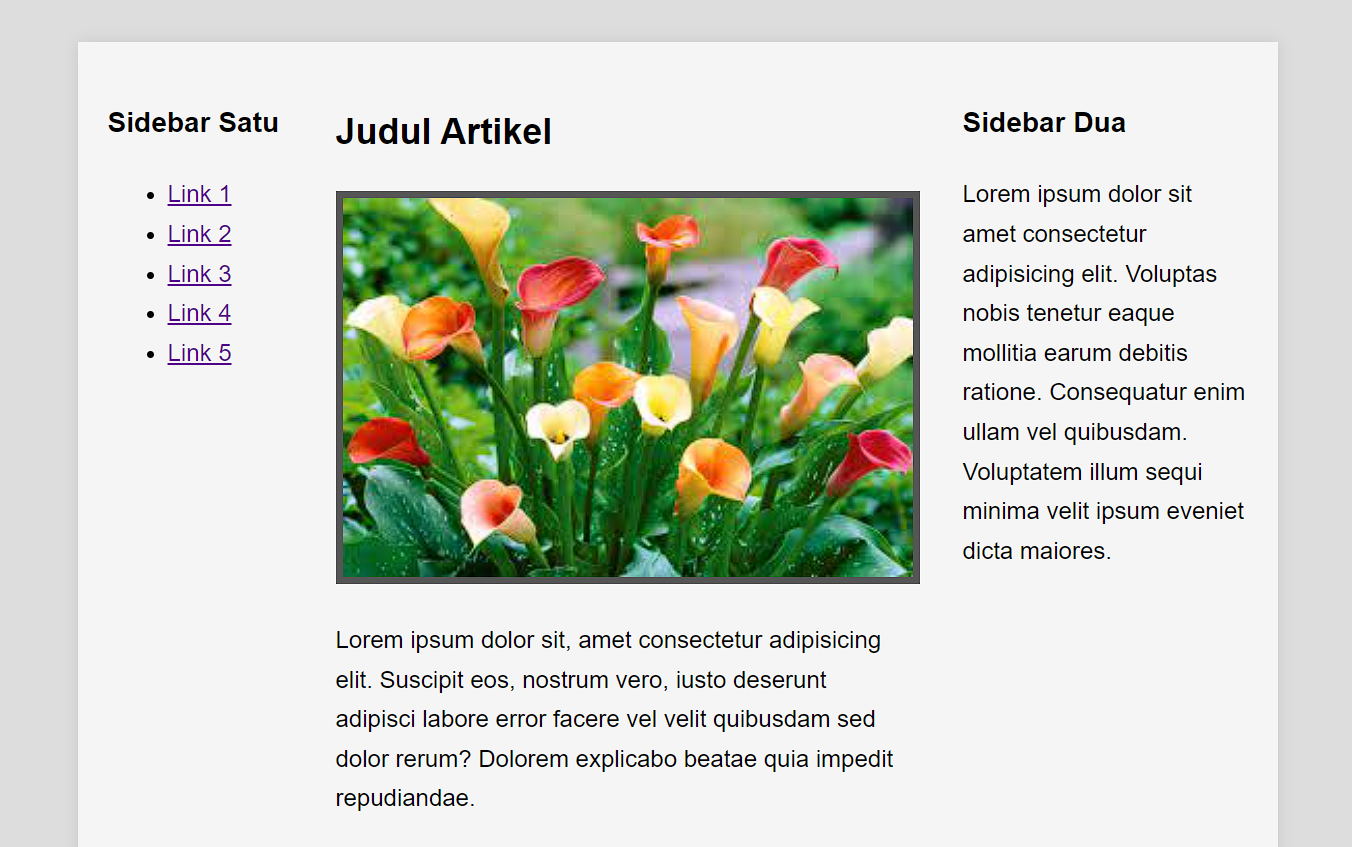 Sidebar Satu
Link 1
Link 2
Link 3
Link 4
Link 5
Judul Artikel
Lorem ipsum dolor sit, amet consectetur adipisicing
elit. Suscipit eos, nostrum vero, iusto deserunt
adipisci labore error facere vel velit quibusdam sed
dolor rerum? Dolorem explicabo beatae quia impedit
repudiandae.
Sidebar Dua
Lorem ipsum dolor sit
amet consectetur
adipisicing elit. Voluptas
nobis tenetur eaque
mollitia earum debitis
ratione. Consequatur enim
ullam vel quibusdam.
Voluptatem illum sequi
minima velit ipsum eveniet
dicta maiores.